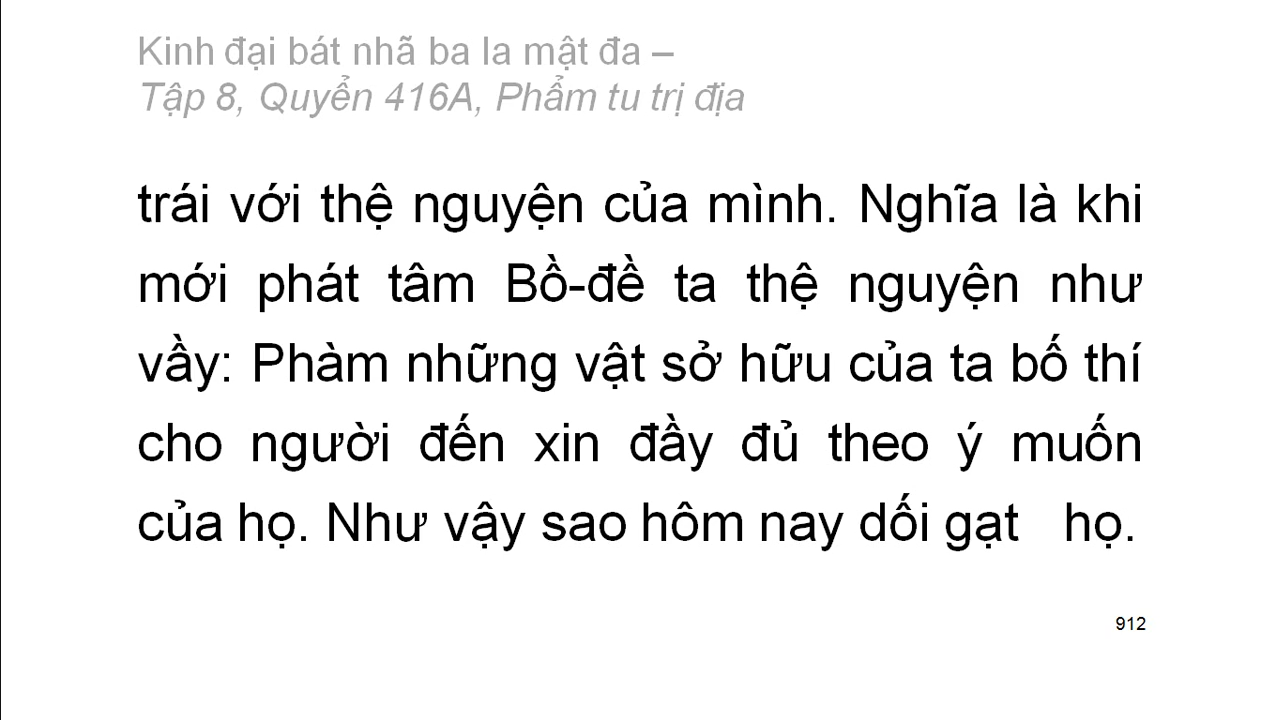 Kinh đại bát nhã ba la mật đa –
Tập 8, Quyển 416A, Phẩm tu trị địa
trái với thệ nguyện của mình. Nghĩa là khi
mới phát tâm Bồ-đề ta thệ nguyện như
vầy: Phàm những vật sở hữu của ta bố thí
cho người đến xin đầy đủ theo ý muốn
của họ. Như vậy sao hôm nay dối gạt họ.
912